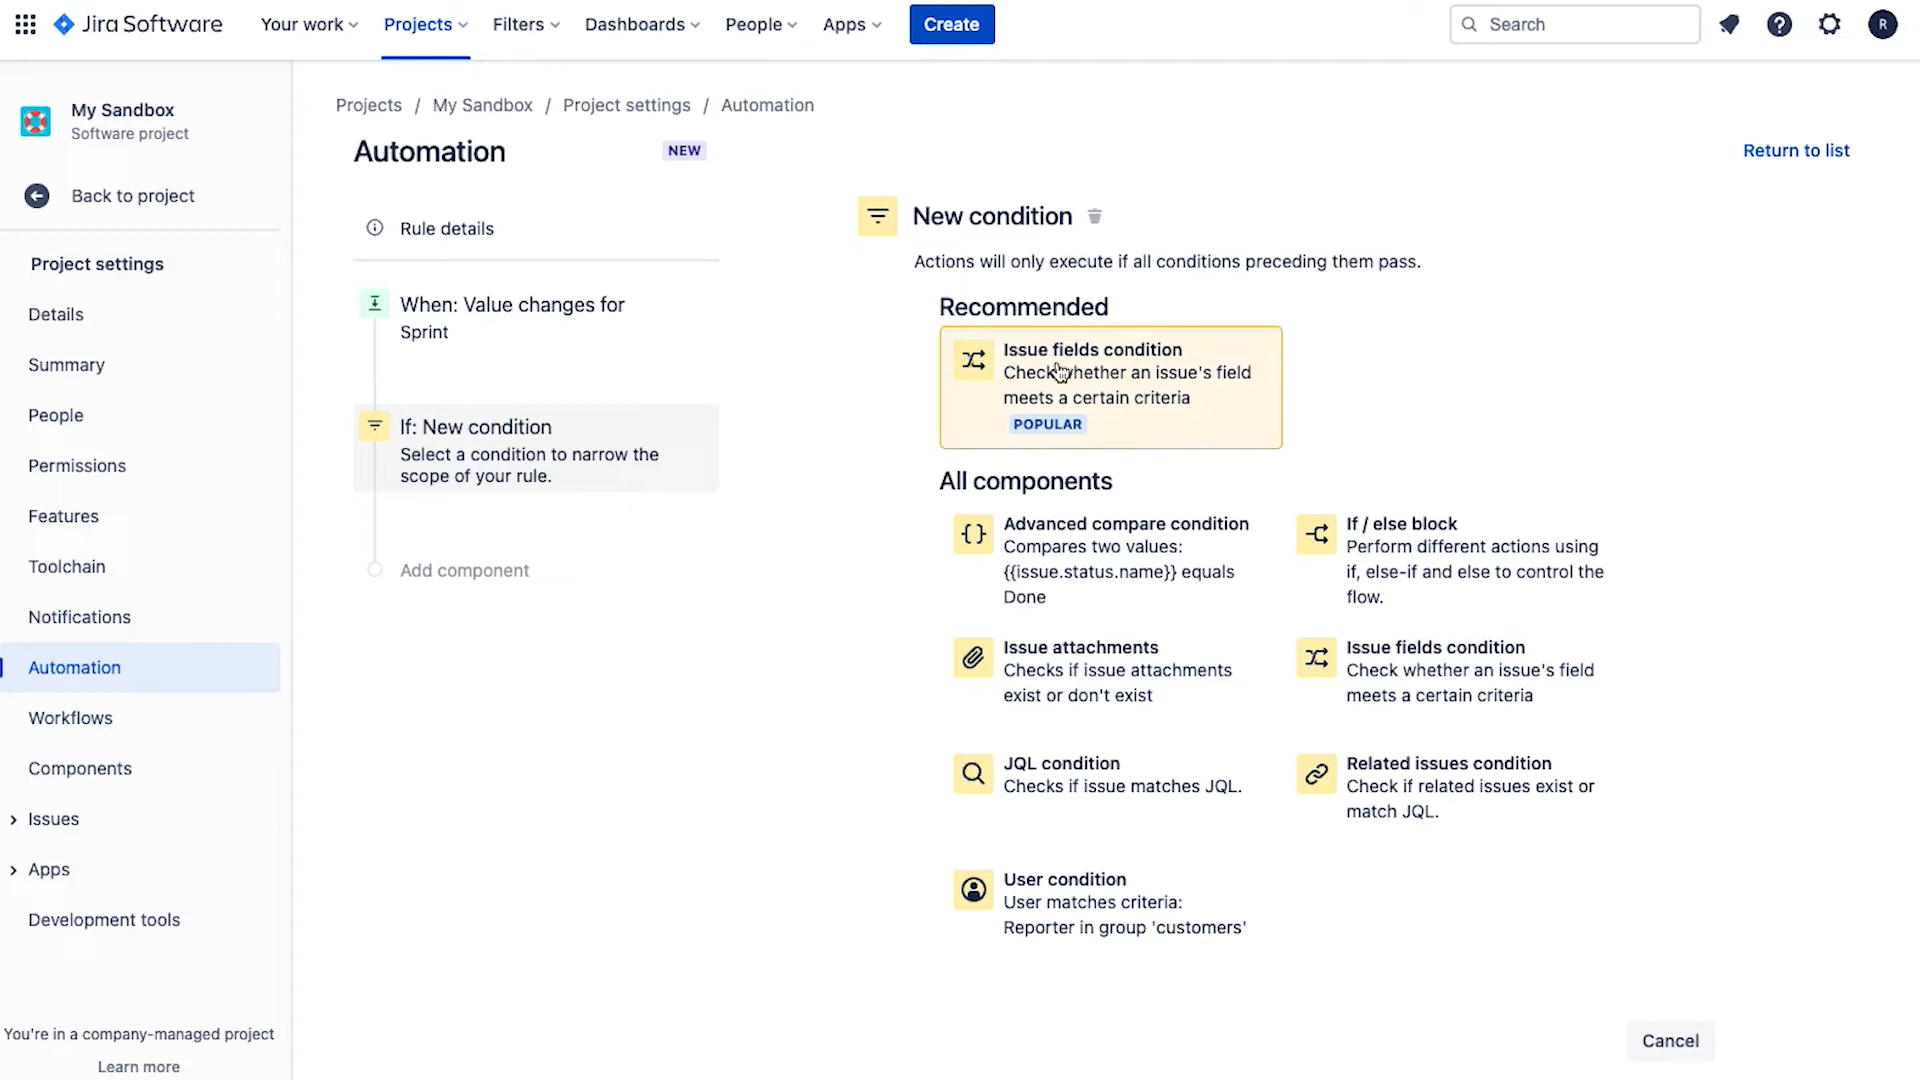 Jira Software
Your work
Projects
Filters
Dashboards
People
Apps
Create
Search
R
My Sandbox
Software project
Back to project
Project settings
Details
Summary
People
Permissions
Features
Toolchain
Notifications
Automation
Workflows
Components
Issues
Apps
Development tools
You're in a company-managed project
Learn more
Projects / My Sandbox / Project settings / Automation
Automation
NEW
Return to list
Rule details
When: Value changes for
Sprint
If: New condition
Select a condition to narrow the
scope of your rule.
Add component
New condition
Actions will only execute if all conditions preceding them pass.
Recommended
Issue fields condition
Check whether an issue's field
meets a certain criteria
POPULAR
All components
Advanced compare condition
Compares two values:
{{issue.status.name}} equals
Done
If / else block
Perform different actions using
if, else-if and else to control the
flow.
Issue attachments
Checks if issue attachments
exist or don't exist
Issue fields condition
Check whether an issue's field
meets a certain criteria
JQL condition
Checks if issue matches JQL.
Related issues condition
Check if related issues exist or
match JQL.
User condition
User matches criteria:
Reporter in group 'customers'
Cancel